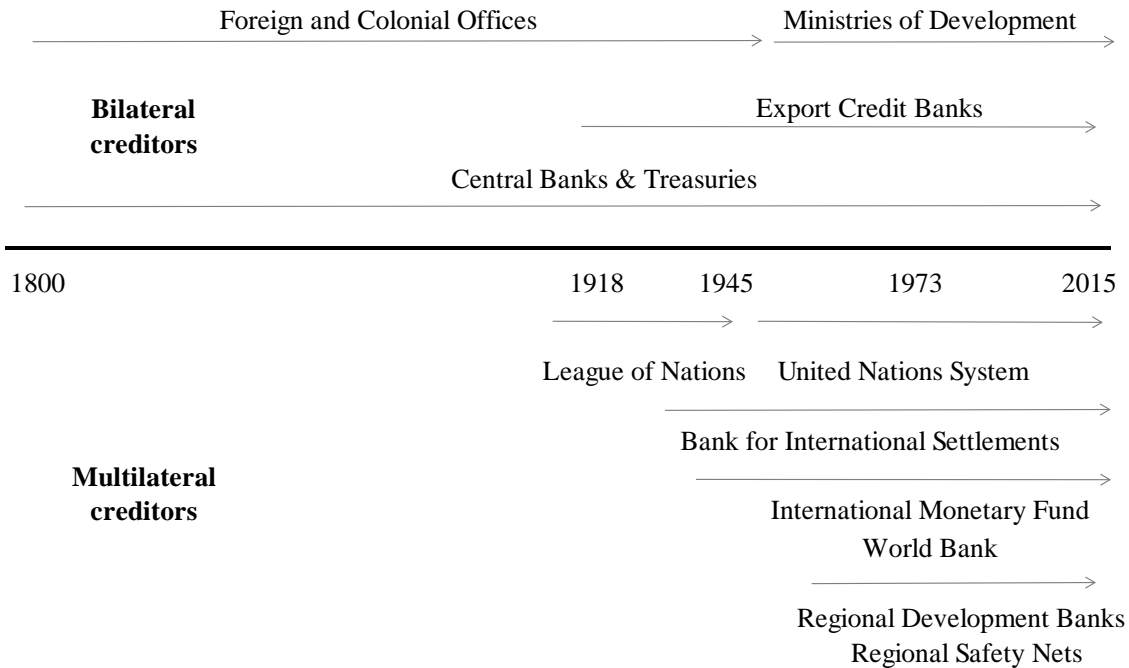 Foreign and Colonial Offices
Ministries of Development
Bilateral
creditors
Export Credit Banks
Central Banks & Treasuries
1800
1918
1945
1973
2015
League of Nations
United Nations System
Bank for International Settlements
Multilateral
creditors
International Monetary Fund
World Bank
Regional Development Banks
Regional Safety Nets